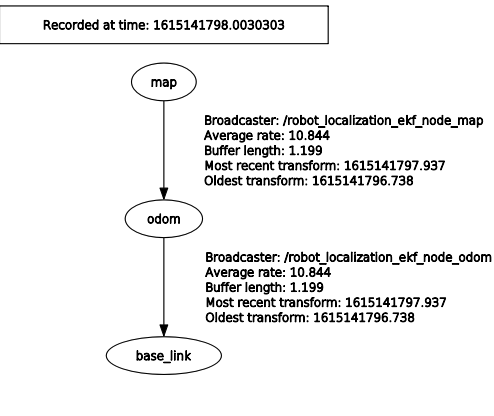 Recorded at time: 1615141798.0030303
map
Broadcaster: /robot_localization_ekf_node_map
Average rate: 10.844
Buffer length: 1.199
Most recent transform: 1615141797.937
Oldest transform: 1615141796.738
odom
Broadcaster: /robot_localization_ekf_node_odom
Average rate: 10.844
Buffer length: 1.199
Most recent transform: 1615141797.937
Oldest transform: 1615141796.738
base_link